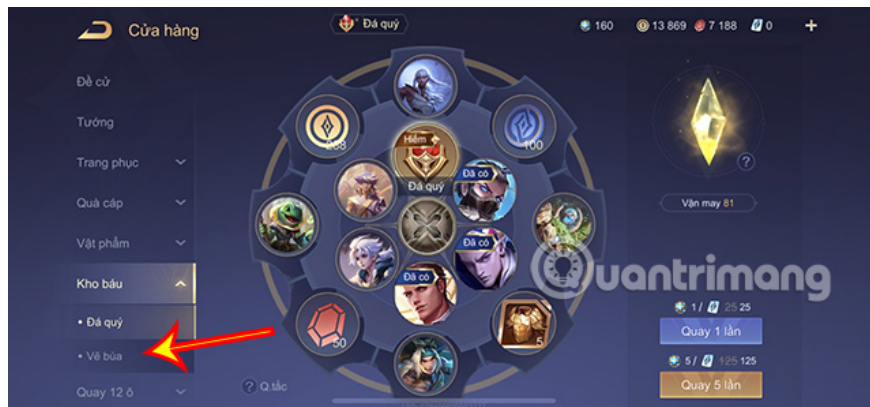 Cửa hàng
Đá quý
160
13 869
7 188
0
+
Đề cử
Tướng
Trang phục
Quà cáp
Vật phẩm
Kho báu
• Đá quý
• Vé bùa
Quay 12 ô
288
100
Hiếm
Đá quý
Đã có
Đã có
Đã có
50
5
? Q.tắc
?
Vận may 81
Quantrimang
1 / 25 25
Quay 1 lần
5 / 125 125
Quay 5 lần